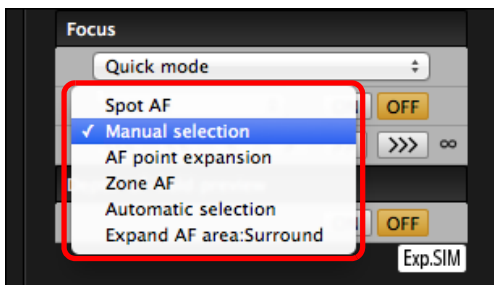 Focus
Quick mode
Spot AF
OFF
✓ Manual selection
>>> ∞
AF point expansion
Zone AF
Automatic selection
OFF
Expand AF area:Surround
Exp.SIM